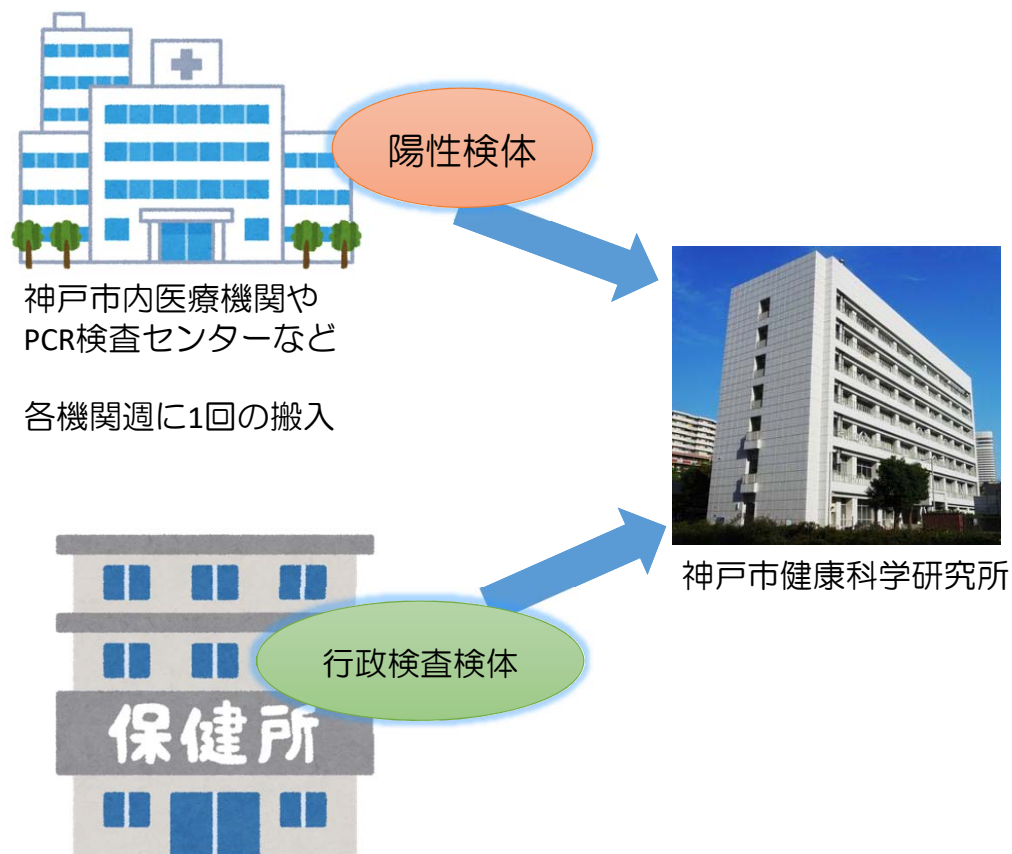 陽性検体
神戸市内医療機関や
PCR検査センターなど
各機関週に1回の搬入
神戸市健康科学研究所
行政検査検体
保健所